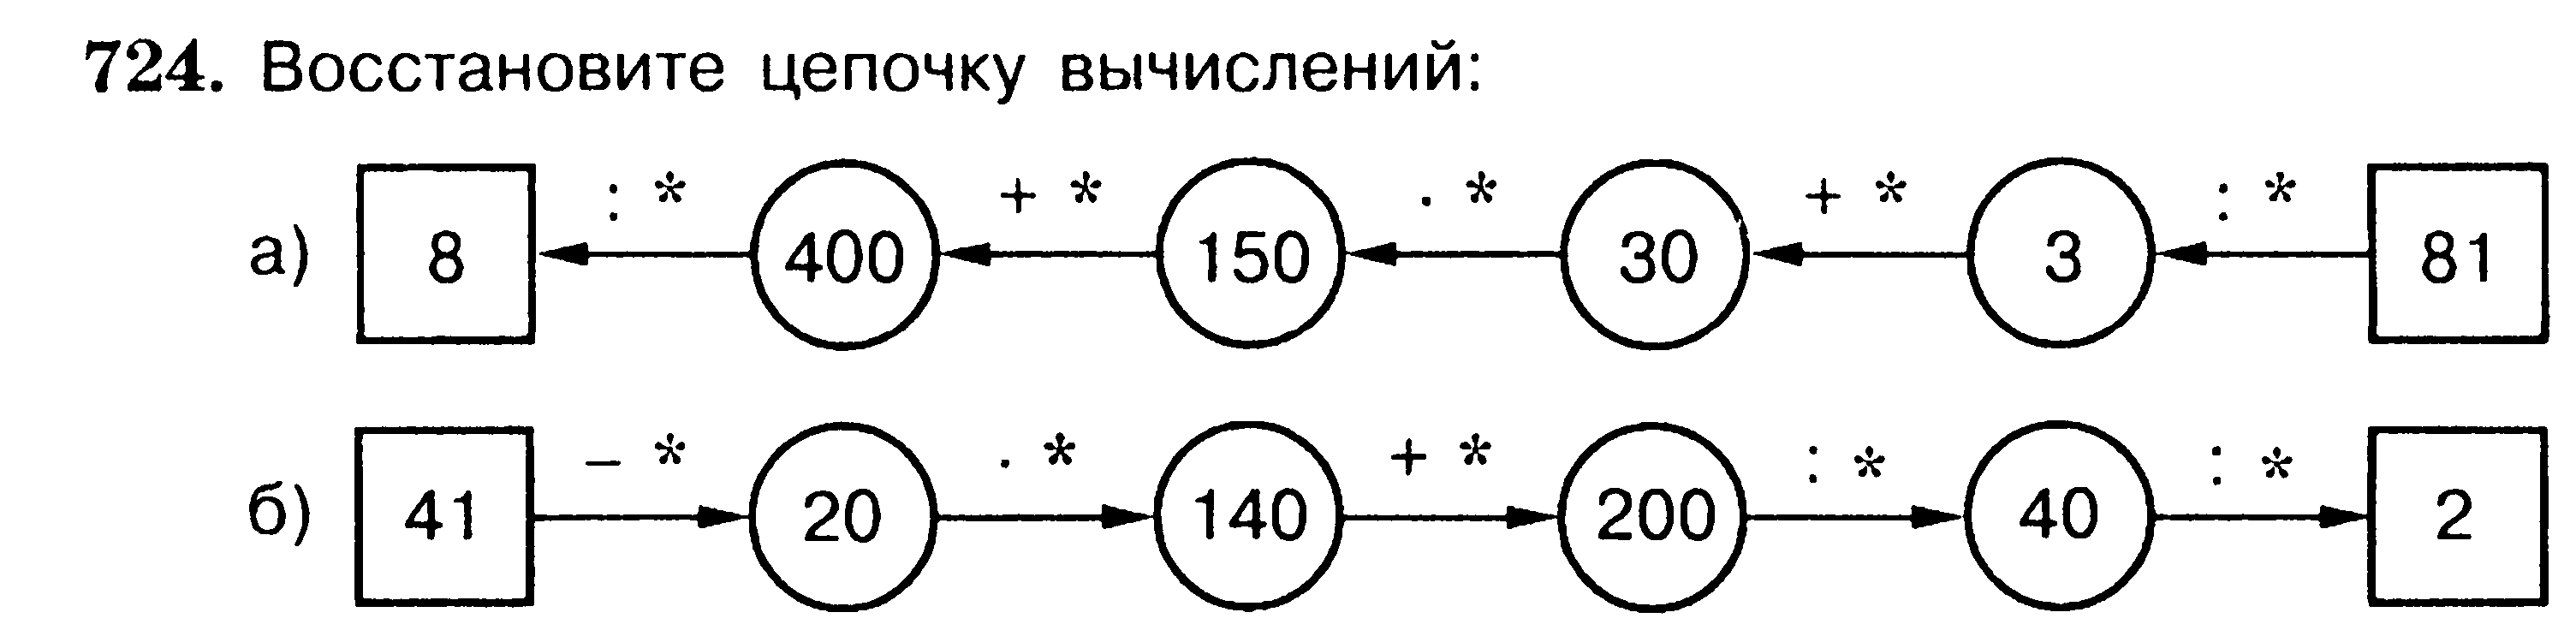 724. Восстановите цепочку вычислений:
а) 8 : * 400 + * 150 · * 30 + * 3 : * 81
б) 41 – * 20 · * 140 + * 200 : * 40 : * 2